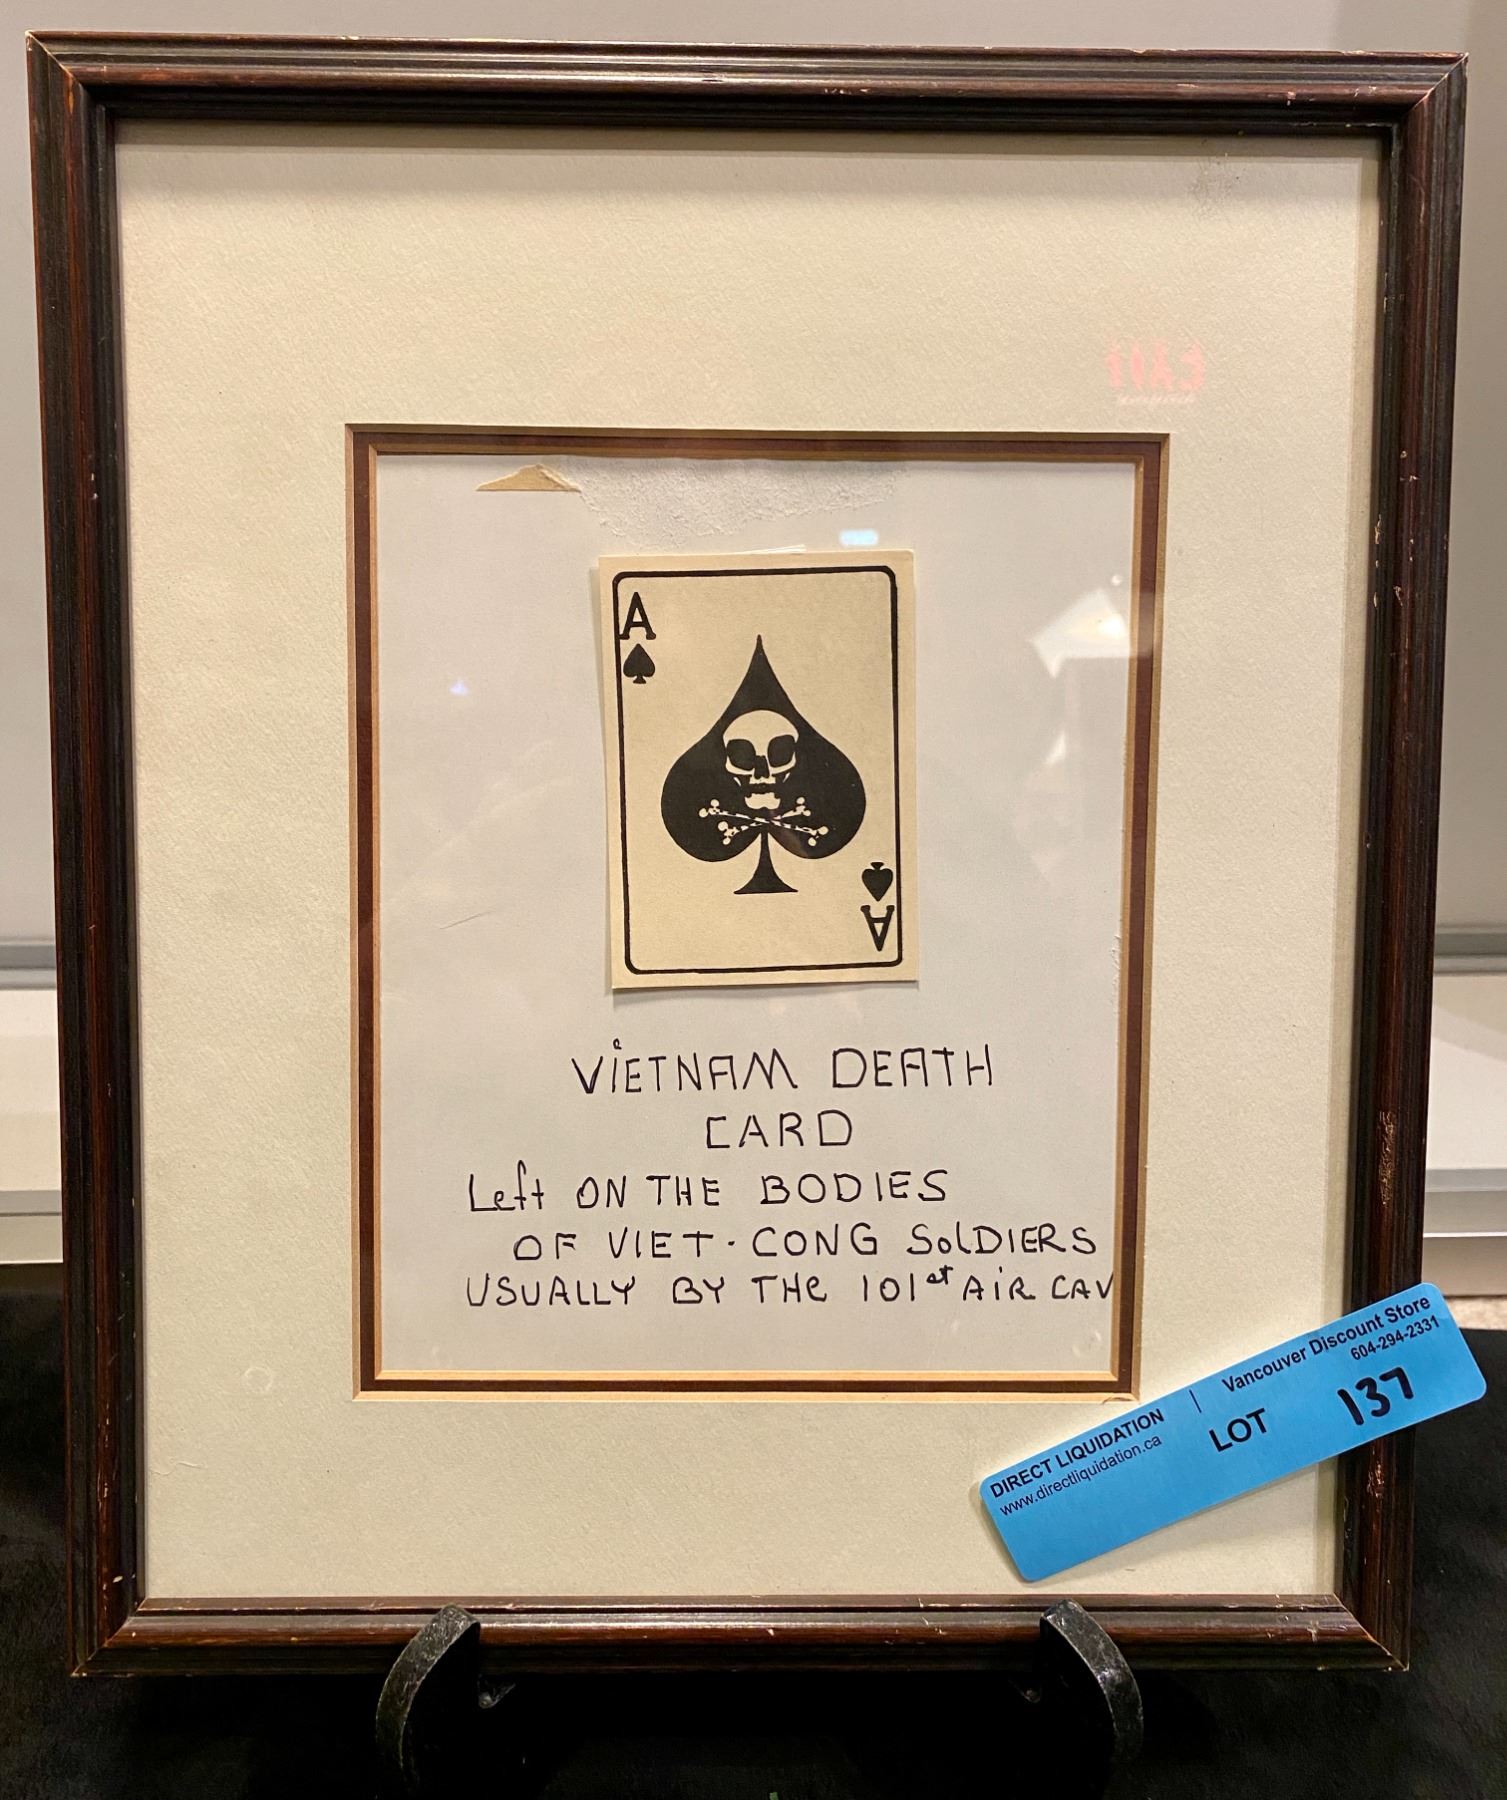 A
A
VIETNAM DEATH
CARD
Left ON THE BODIES
OF VIET-CONG SolDIERS
USUALLY BY THe 101st AIR CAV
DIRECT LIQUIDATION | Vancouver Discount Store
www.directliquidation.ca 604-294-2331
LOT 137